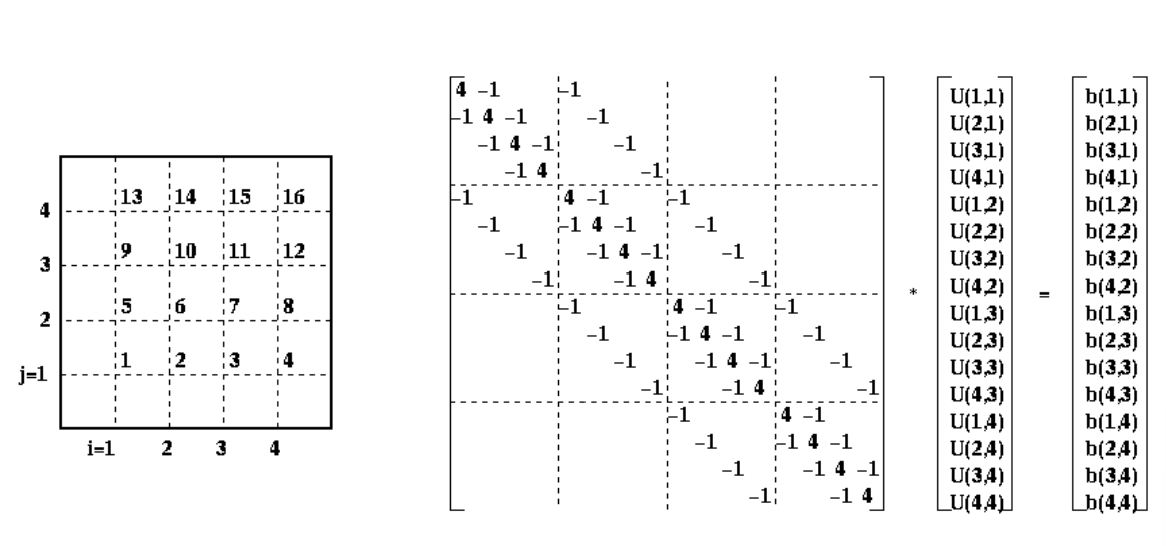 13 14 15 16
4
9 10 11 12
3
5 6 7 8
2
1 2 3 4
j=1
i=1 2 3 4
4 -1 -1
-1 4 -1 -1
-1 4 -1 -1
-1 4 -1
-1 4 -1 -1
-1 -1 4 -1 -1
-1 -1 4 -1 -1
-1 -1 4 -1
-1 4 -1 -1
-1 -1 4 -1 -1
-1 -1 4 -1 -1
-1 -1 4 -1
-1 4 -1
-1 -1 4 -1
-1 -1 4 -1
-1 -1 4
*
U(1,1)
U(2,1)
U(3,1)
U(4,1)
U(1,2)
U(2,2)
U(3,2)
U(4,2)
U(1,3)
U(2,3)
U(3,3)
U(4,3)
U(1,4)
U(2,4)
U(3,4)
U(4,4)
=
b(1,1)
b(2,1)
b(3,1)
b(4,1)
b(1,2)
b(2,2)
b(3,2)
b(4,2)
b(1,3)
b(2,3)
b(3,3)
b(4,3)
b(1,4)
b(2,4)
b(3,4)
b(4,4)